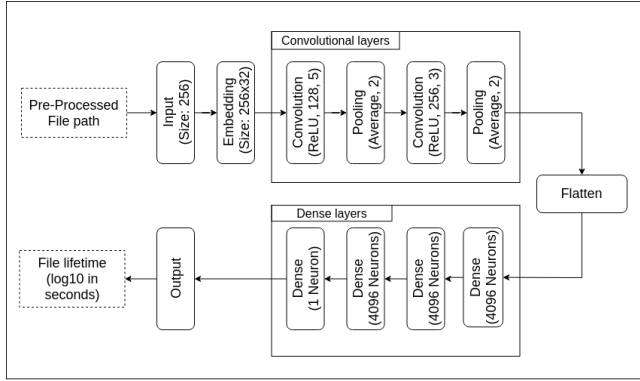 Convolutional layers
Pre-Processed
File path
Input
(Size: 256)
Embedding
(Size: 256x32)
Convolution
(ReLU, 128, 5)
Pooling
(Average, 2)
Convolution
(ReLU, 256, 3)
Pooling
(Average, 2)
Flatten
Dense layers
File lifetime
(log10 in
seconds)
Output
Dense
(1 Neuron)
Dense
(4096 Neurons)
Dense
(4096 Neurons)
Dense
(4096 Neurons)